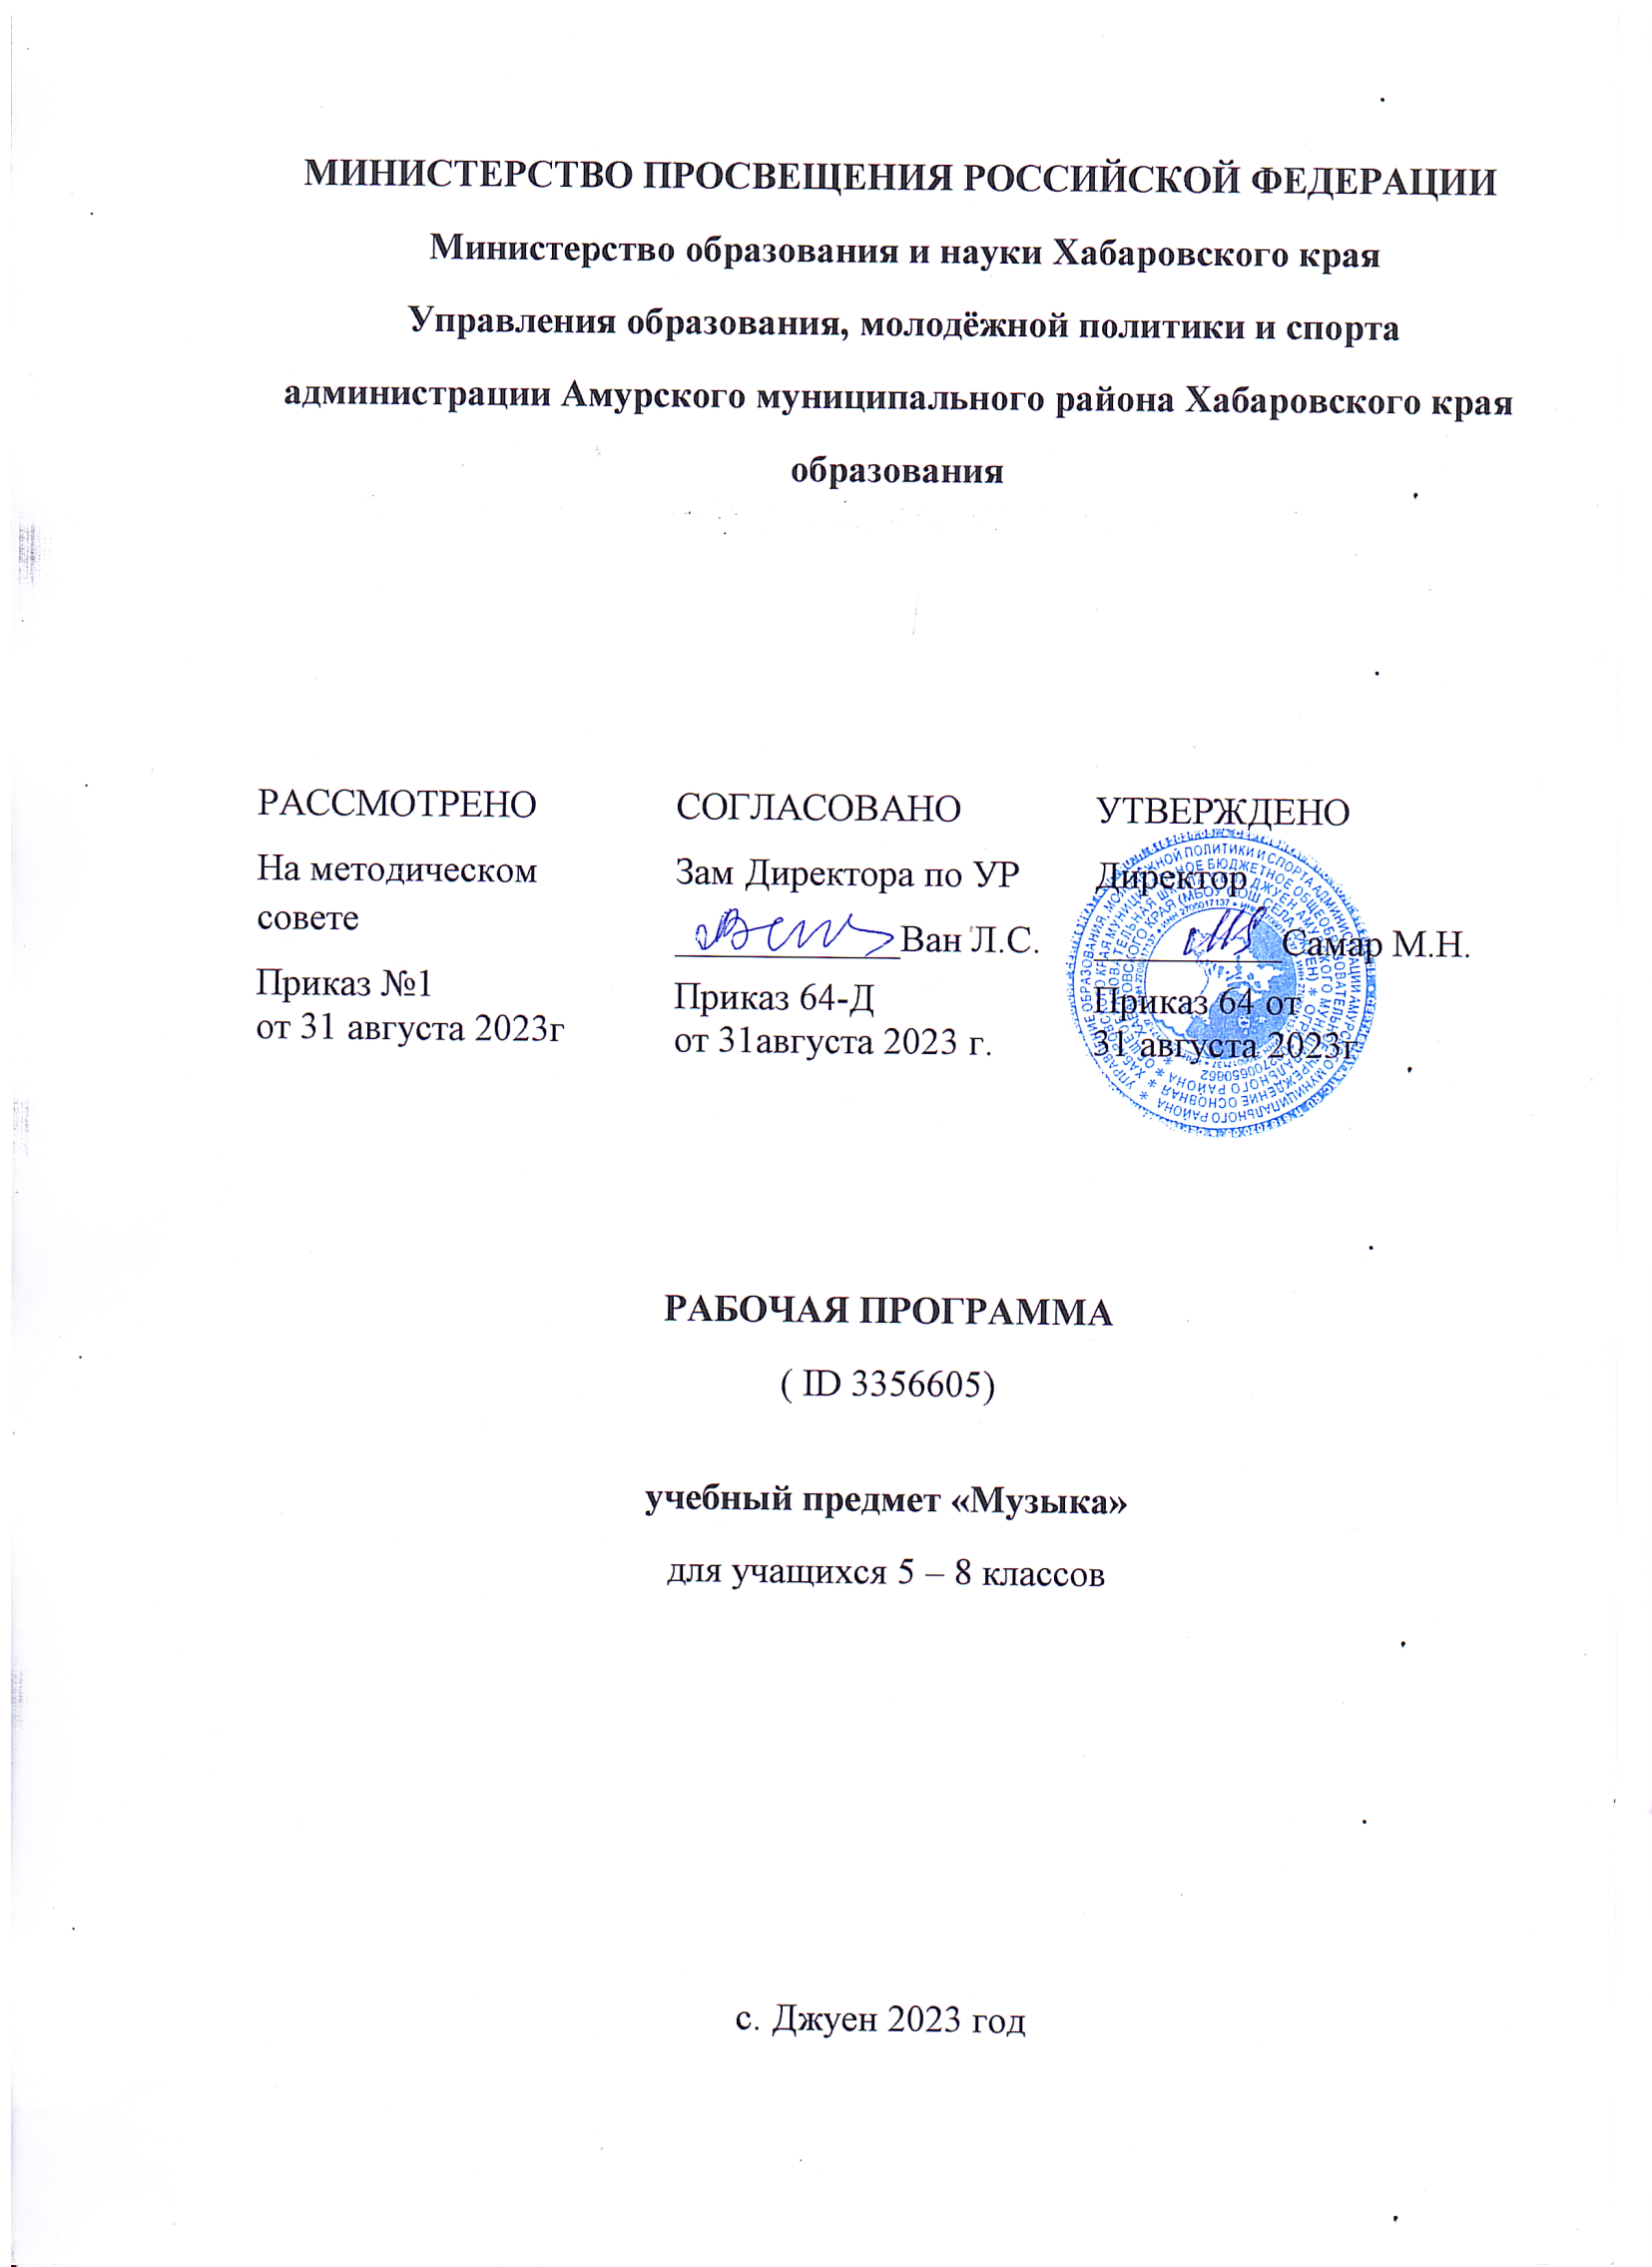 МИНИСТЕРСТВО ПРОСВЕЩЕНИЯ РОССИЙСКОЙ ФЕДЕРАЦИИ
Министерство образования и науки Хабаровского края
Управления образования, молодёжной политики и спорта
администрации Амурского муниципального района Хабаровского края
образования
РАССМОТРЕНО
На методическом
совете
Приказ №1
от 31 августа 2023г
СОГЛАСОВАНО
Зам Директора по УР
Ван Л.С.
Приказ 64-Д
от 31августа 2023 г.
УТВЕРЖДЕНО
Директор
Самар М.Н.
Приказ 64 от
31 августа 2023г
РАБОЧАЯ ПРОГРАММА
( ID 3356605)
учебный предмет «Музыка»
для учащихся 5 – 8 классов
с. Джуен 2023 год